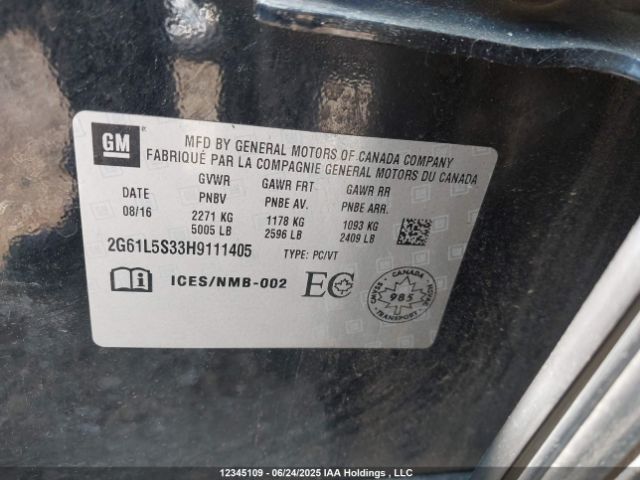 GM
MFD BY GENERAL MOTORS OF CANADA COMPANY
FABRIQUÉ PAR LA COMPAGNIE GENERAL MOTORS DU CANADA
DATE GVWR GAWR FRT GAWR RR
PNBV PNBE AV. PNBE ARR.
08/16 2271 KG 1178 KG 1093 KG
5005 LB 2596 LB 2409 LB
2G61L5S33H9111405 TYPE: PC/VT
ICES/NMB-002 EC
CANADA
CMVSS 985 NSVAC
TRANSPORT
12345109 - 06/24/2025 IAA Holdings , LLC